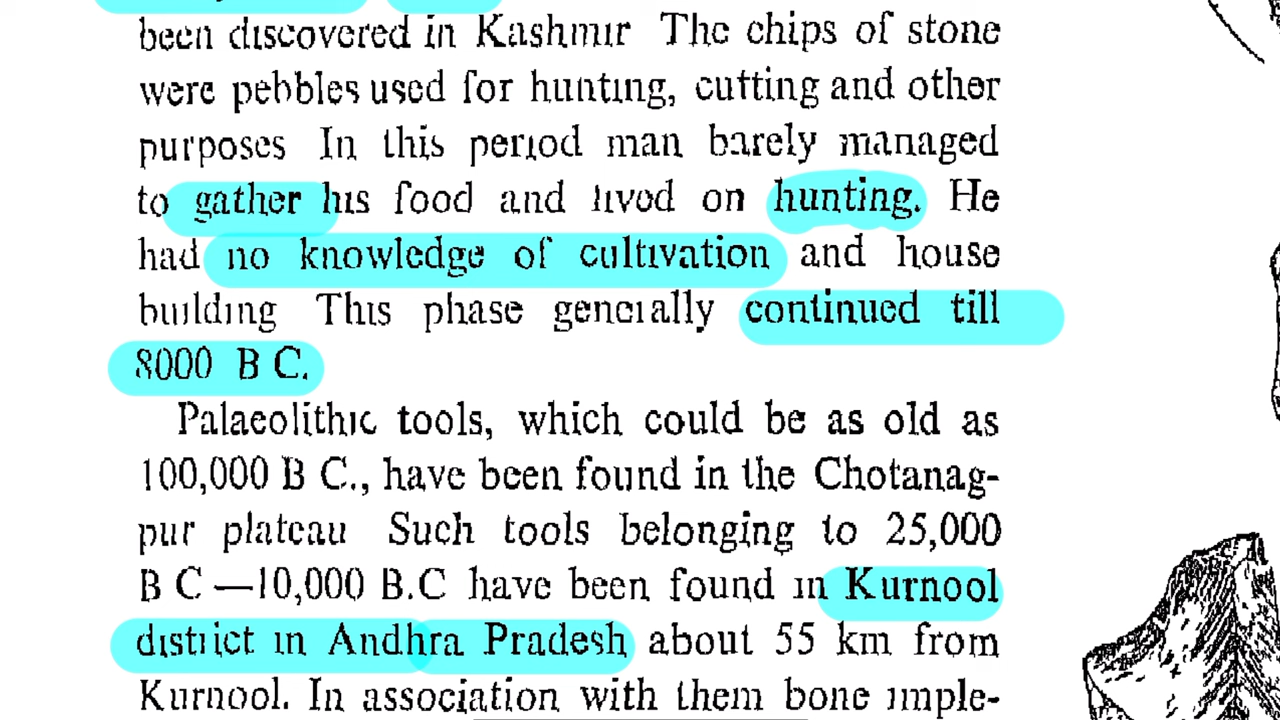 been discovered in Kashmir The chips of stone
were pebbles used for hunting, cutting and other
purposes In this period man barely managed
to gather his food and lived on hunting. He
had no knowledge of cultivation and house
building This phase generally continued till
8000 B C.
Palaeolithic tools, which could be as old as
100,000 B C., have been found in the Chotanag-
pur plateau Such tools belonging to 25,000
B C —10,000 B.C have been found in Kurnool
district in Andhra Pradesh about 55 km from
Kurnool. In association with them bone imple-